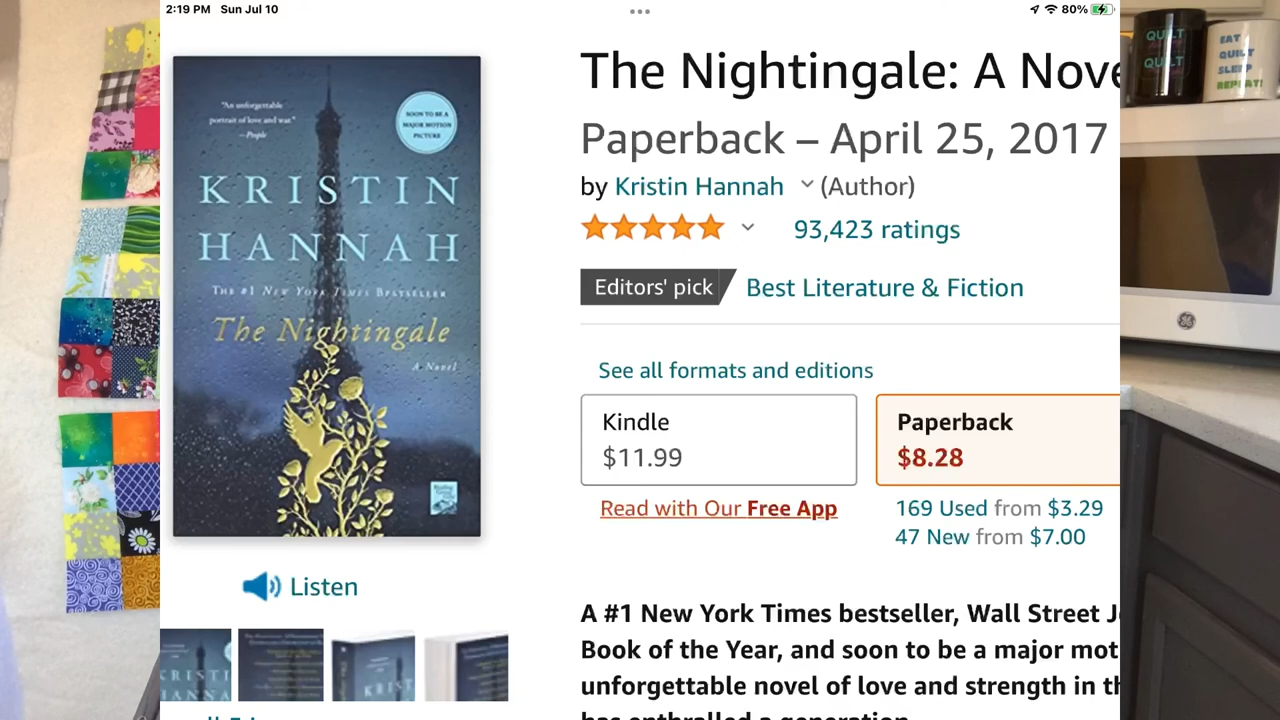 2:19 PM Sun Jul 10
80%
"An unforgettable
portrait of love and war."
—People
SOON TO BE A
MAJOR MOTION
PICTURE
KRISTIN
HANNAH
THE #1 NEW YORK TIMES BESTSELLER
The Nightingale
A Novel
Listen
The Nightingale: A Nove
Paperback – April 25, 2017
by Kristin Hannah (Author)
93,423 ratings
Editors' pick Best Literature & Fiction
See all formats and editions
Kindle
$11.99
Paperback
$8.28
Read with Our Free App
169 Used from $3.29
47 New from $7.00
A #1 New York Times bestseller, Wall Street J
Book of the Year, and soon to be a major mot
unforgettable novel of love and strength in th
has enthralled a generation
QUILT
QUILT
EAT
QUILT
SLEEP
REPEAT!